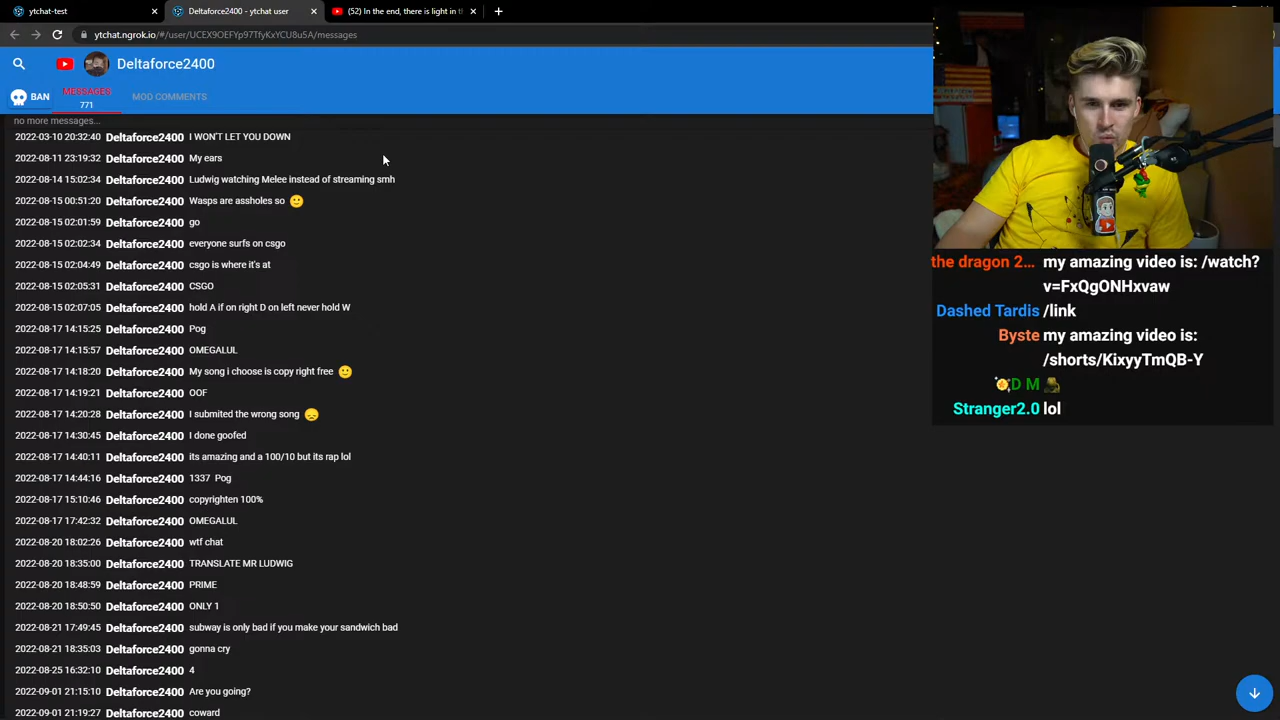 ytchat-test
Deltaforce2400 - ytchat user
(52) In the end, there is light in t
ytchat.ngrok.io/#/user/UCEX9OEFYp97TfyKxYCU8u5A/messages
Deltaforce2400
BAN
MESSAGES
771
MOD COMMENTS
no more messages...
2022-03-10 20:32:40 Deltaforce2400 I WON'T LET YOU DOWN
2022-08-11 23:19:32 Deltaforce2400 My ears
2022-08-14 15:02:34 Deltaforce2400 Ludwig watching Melee instead of streaming smh
2022-08-15 00:51:20 Deltaforce2400 Wasps are assholes so 🙂
2022-08-15 02:01:59 Deltaforce2400 go
2022-08-15 02:02:34 Deltaforce2400 everyone surfs on csgo
2022-08-15 02:04:49 Deltaforce2400 csgo is where it's at
2022-08-15 02:05:31 Deltaforce2400 CSGO
2022-08-15 02:07:05 Deltaforce2400 hold A if on right D on left never hold W
2022-08-17 14:15:25 Deltaforce2400 Pog
2022-08-17 14:15:57 Deltaforce2400 OMEGALUL
2022-08-17 14:18:20 Deltaforce2400 My song i choose is copy right free 🙂
2022-08-17 14:19:21 Deltaforce2400 OOF
2022-08-17 14:20:28 Deltaforce2400 I submited the wrong song 😞
2022-08-17 14:30:45 Deltaforce2400 I done goofed
2022-08-17 14:40:11 Deltaforce2400 its amazing and a 100/10 but its rap lol
2022-08-17 14:44:16 Deltaforce2400 1337 Pog
2022-08-17 15:10:46 Deltaforce2400 copyrighten 100%
2022-08-17 17:42:32 Deltaforce2400 OMEGALUL
2022-08-20 18:02:26 Deltaforce2400 wtf chat
2022-08-20 18:35:00 Deltaforce2400 TRANSLATE MR LUDWIG
2022-08-20 18:48:59 Deltaforce2400 PRIME
2022-08-20 18:50:50 Deltaforce2400 ONLY 1
2022-08-21 17:49:45 Deltaforce2400 subway is only bad if you make your sandwich bad
2022-08-21 18:35:03 Deltaforce2400 gonna cry
2022-08-25 16:32:10 Deltaforce2400 4
2022-09-01 21:15:10 Deltaforce2400 Are you going?
2022-09-01 21:19:27 Deltaforce2400 coward
the dragon 2... my amazing video is: /watch?
v=FxQgONHxvaw
Dashed Tardis /link
Byste my amazing video is:
/shorts/KixyyTmQB-Y
D M
Stranger2.0 lol